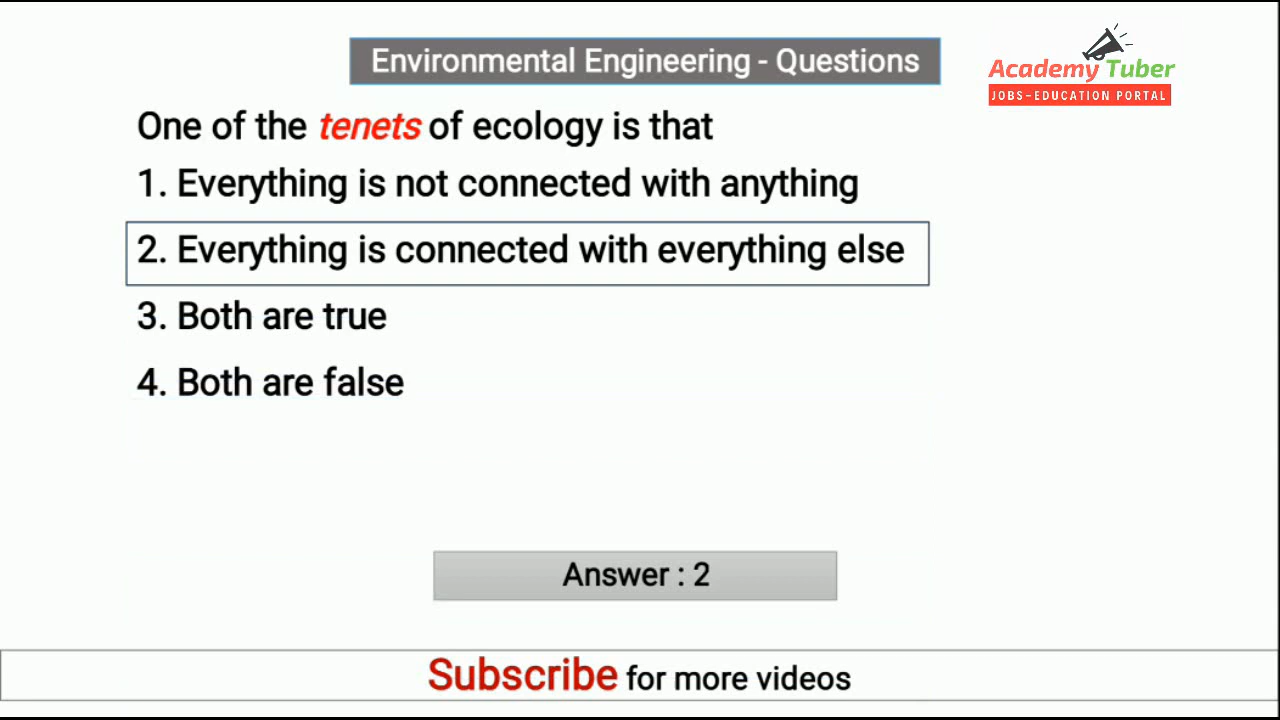 Environmental Engineering - Questions
Academy Tuber
JOBS-EDUCATION PORTAL
One of the tenets of ecology is that
1. Everything is not connected with anything
2. Everything is connected with everything else
3. Both are true
4. Both are false
Answer : 2
Subscribe for more videos